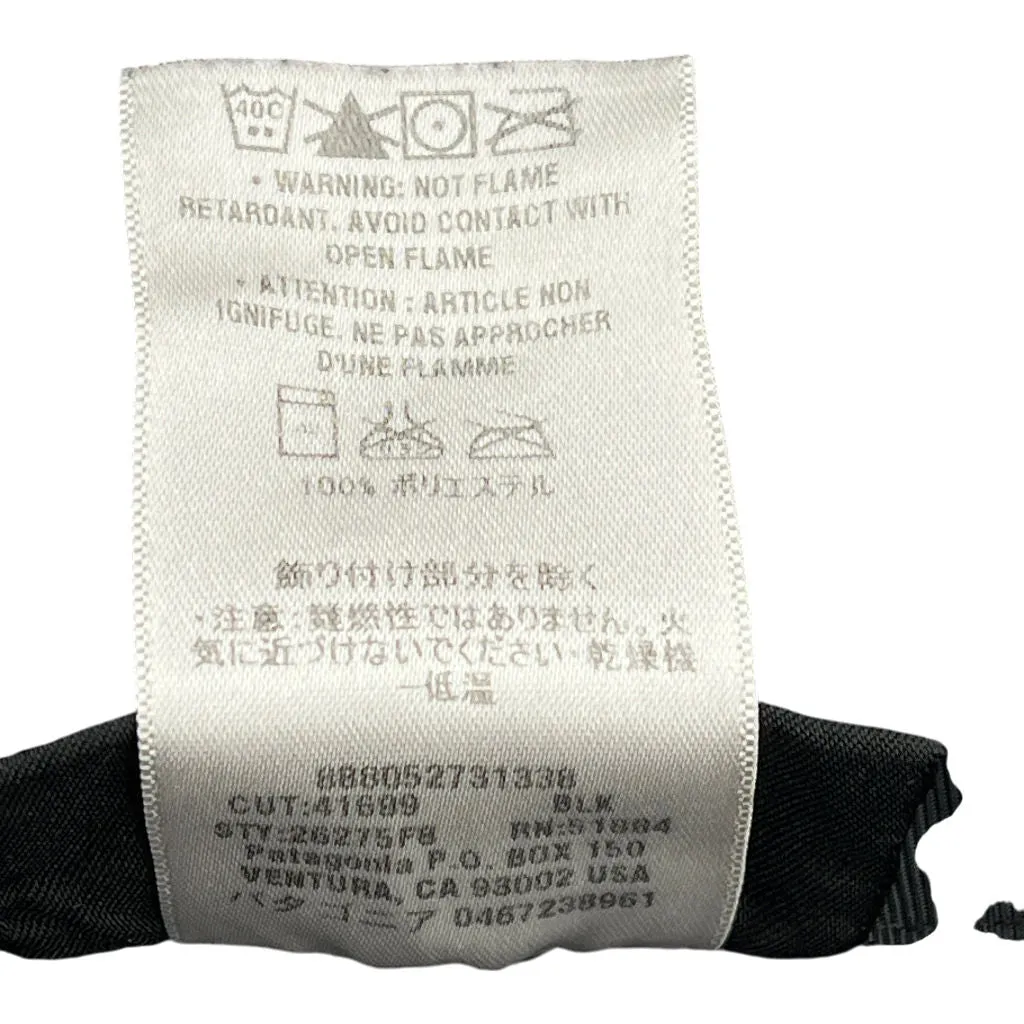 40C
• WARNING: NOT FLAME
RETARDANT. AVOID CONTACT WITH
OPEN FLAME
• ATTENTION : ARTICLE NON
IGNIFUGE. NE PAS APPROCHER
D'UNE FLAMME
100% ポリエステル
飾り付け部分を除く
・注意：難燃性ではありません。火
気に近づけないでください・乾燥機
－低温
888052731338
CUT:41699 BLK
STY:26275F8 RN:51884
Patagonia P.O. BOX 150
VENTURA, CA 93002 USA
パタゴニア 0467238961